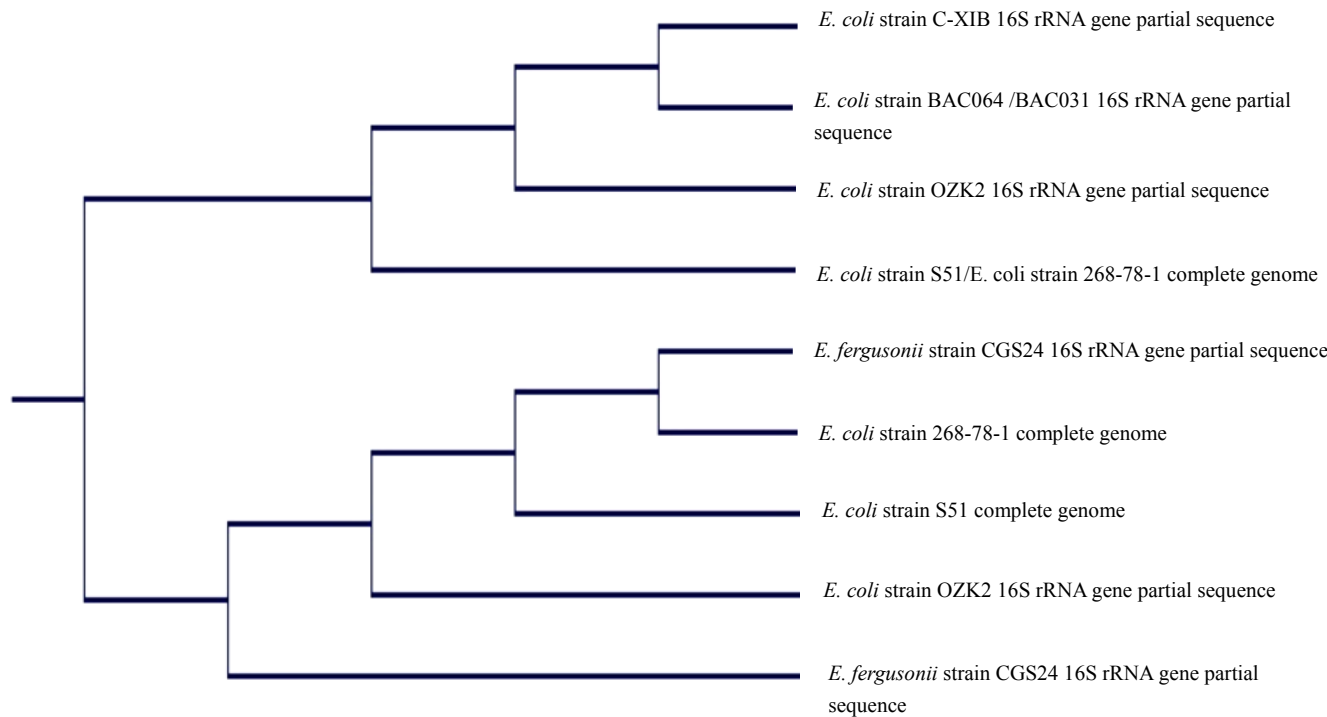 E. coli strain C-XIB 16S rRNA gene partial sequence
E. coli strain BAC064 /BAC031 16S rRNA gene partial
sequence
E. coli strain OZK2 16S rRNA gene partial sequence
E. coli strain S51/E. coli strain 268-78-1 complete genome
E. fergusonii strain CGS24 16S rRNA gene partial sequence
E. coli strain 268-78-1 complete genome
E. coli strain S51 complete genome
E. coli strain OZK2 16S rRNA gene partial sequence
E. fergusonii strain CGS24 16S rRNA gene partial
sequence